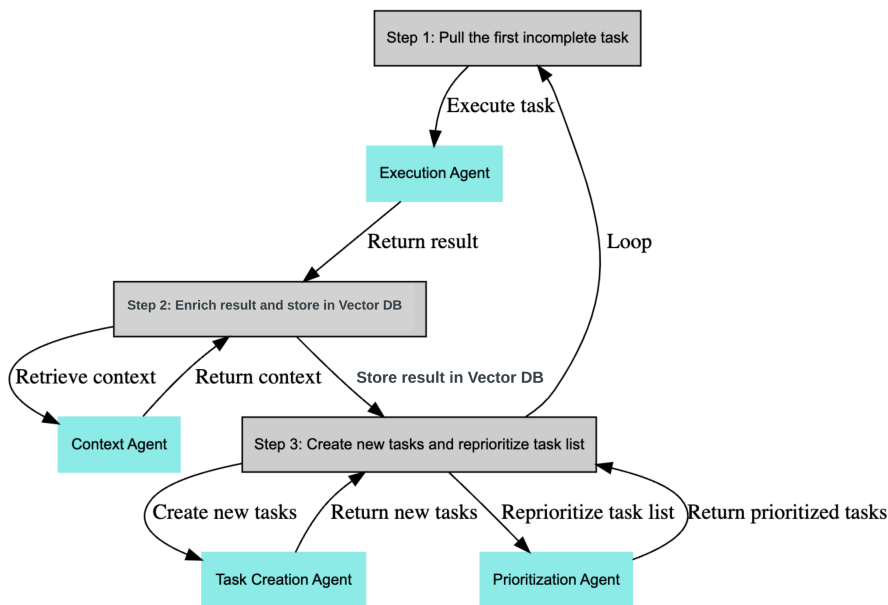 Step 1: Pull the first incomplete task
Execute task
Execution Agent
Return result
Loop
Step 2: Enrich result and store in Vector DB
Retrieve context
Return context
Store result in Vector DB
Context Agent
Step 3: Create new tasks and reprioritize task list
Create new tasks
Return new tasks
Reprioritize task list
Return prioritized tasks
Task Creation Agent
Prioritization Agent